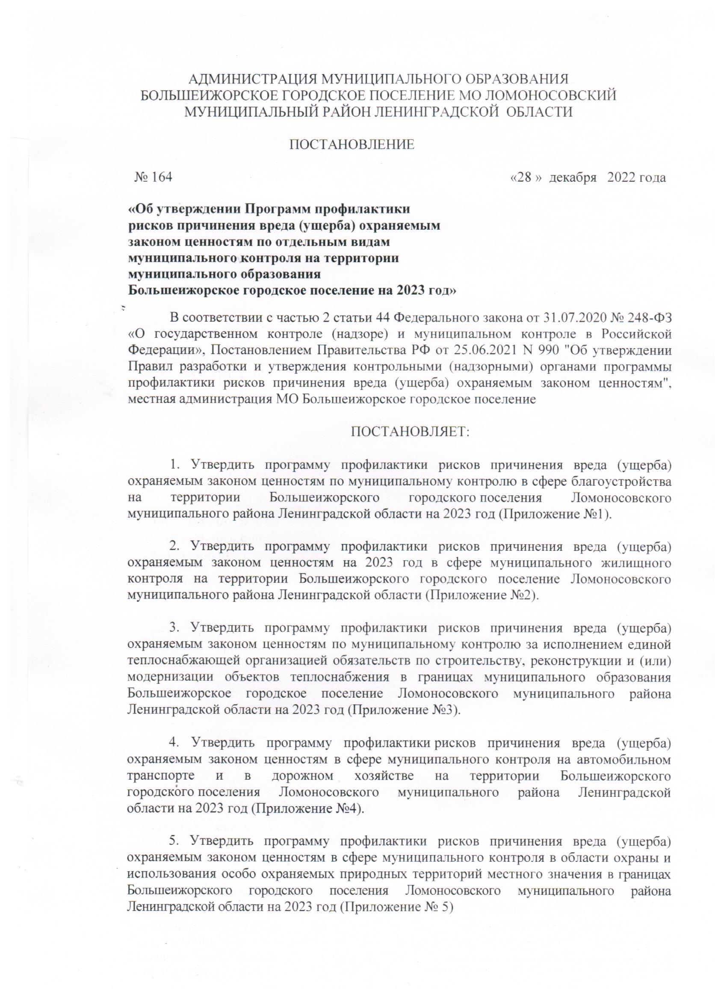 АДМИНИСТРАЦИЯ МУНИЦИПАЛЬНОГО ОБРАЗОВАНИЯ
БОЛЬШЕИЖОРСКОЕ ГОРОДСКОЕ ПОСЕЛЕНИЕ МО ЛОМОНОСОВСКИЙ
МУНИЦИПАЛЬНЫЙ РАЙОН ЛЕНИНГРАДСКОЙ ОБЛАСТИ
ПОСТАНОВЛЕНИЕ
№ 164 «28 » декабря 2022 года
«Об утверждении Программ профилактики
рисков причинения вреда (ущерба) охраняемым
законом ценностям по отдельным видам
муниципального контроля на территории
муниципального образования
Большеижорское городское поселение на 2023 год»
В соответствии с частью 2 статьи 44 Федерального закона от 31.07.2020 № 248-ФЗ
«О государственном контроле (надзоре) и муниципальном контроле в Российской
Федерации», Постановлением Правительства РФ от 25.06.2021 N 990 "Об утверждении
Правил разработки и утверждения контрольными (надзорными) органами программы
профилактики рисков причинения вреда (ущерба) охраняемым законом ценностям",
местная администрация МО Большеижорское городское поселение
ПОСТАНОВЛЯЕТ:
1. Утвердить программу профилактики рисков причинения вреда (ущерба)
охраняемым законом ценностям по муниципальному контролю в сфере благоустройства
на территории Большеижорского городского поселения Ломоносовского
муниципального района Ленинградской области на 2023 год (Приложение №1).
2. Утвердить программу профилактики рисков причинения вреда (ущерба)
охраняемым законом ценностям на 2023 год в сфере муниципального жилищного
контроля на территории Большеижорского городского поселение Ломоносовского
муниципального района Ленинградской области (Приложение №2).
3. Утвердить программу профилактики рисков причинения вреда (ущерба)
охраняемым законом ценностям по муниципальному контролю за исполнением единой
теплоснабжающей организацией обязательств по строительству, реконструкции и (или)
модернизации объектов теплоснабжения в границах муниципального образования
Большеижорское городское поселение Ломоносовского муниципального района
Ленинградской области на 2023 год (Приложение №3).
4. Утвердить программу профилактики рисков причинения вреда (ущерба)
охраняемым законом ценностям в сфере муниципального контроля на автомобильном
транспорте и в дорожном хозяйстве на территории Большеижорского
городского поселения Ломоносовского муниципального района Ленинградской
области на 2023 год (Приложение №4).
5. Утвердить программу профилактики рисков причинения вреда (ущерба)
охраняемым законом ценностям в сфере муниципального контроля в области охраны и
использования особо охраняемых природных территорий местного значения в границах
Большеижорского городского поселения Ломоносовского муниципального района
Ленинградской области на 2023 год (Приложение № 5)